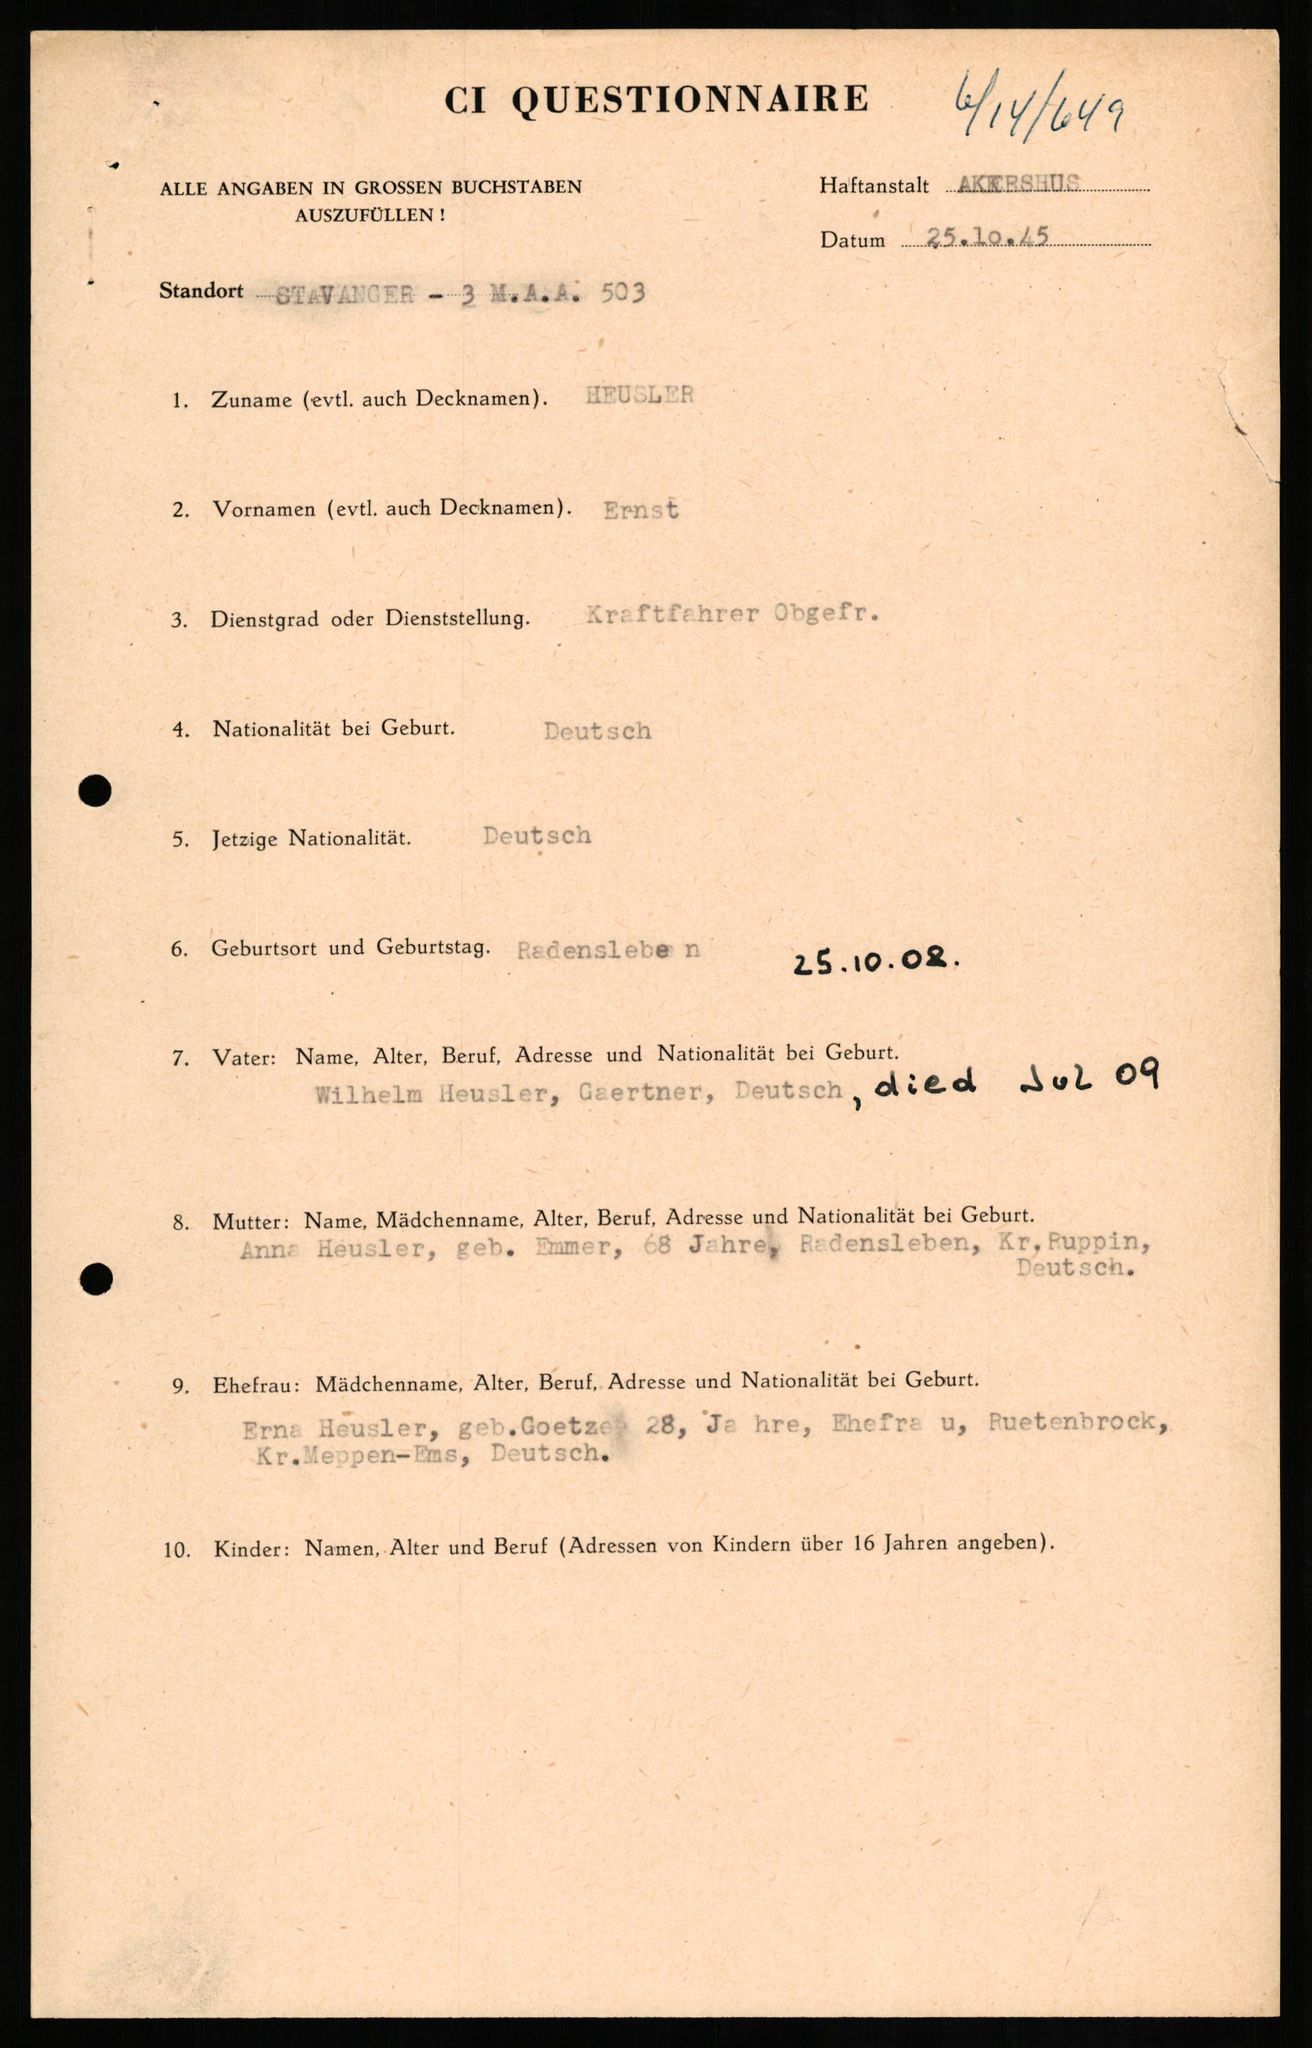 CI QUESTIONNAIRE
6/14/649
ALLE ANGABEN IN GROSSEN BUCHSTABEN
AUSZUFÜLLEN !
Haftanstalt AKERSHUS
Datum 25.10.45
Standort STAVANGER - 3 M.A.A. 503
1. Zuname (evtl. auch Decknamen). HEUSLER
2. Vornamen (evtl. auch Decknamen). Ernst
3. Dienstgrad oder Dienststellung. Kraftfahrer Obgefr.
4. Nationalität bei Geburt. Deutsch
5. Jetzige Nationalität. Deutsch
6. Geburtsort und Geburtstag. Radensleben 25.10.08.
7. Vater: Name, Alter, Beruf, Adresse und Nationalität bei Geburt.
Wilhelm Heusler, Gaertner, Deutsch, died Jul 09
8. Mutter: Name, Mädchenname, Alter, Beruf, Adresse und Nationalität bei Geburt.
Anna Heusler, geb. Emmer, 68 Jahre, Radensleben, Kr.Ruppin,
Deutsch.
9. Ehefrau: Mädchenname, Alter, Beruf, Adresse und Nationalität bei Geburt.
Erna Heusler, geb.Goetze, 28, Ja hre, Ehefra u, Ruetenbrock,
Kr.Meppen-Ems, Deutsch.
10. Kinder: Namen, Alter und Beruf (Adressen von Kindern über 16 Jahren angeben).